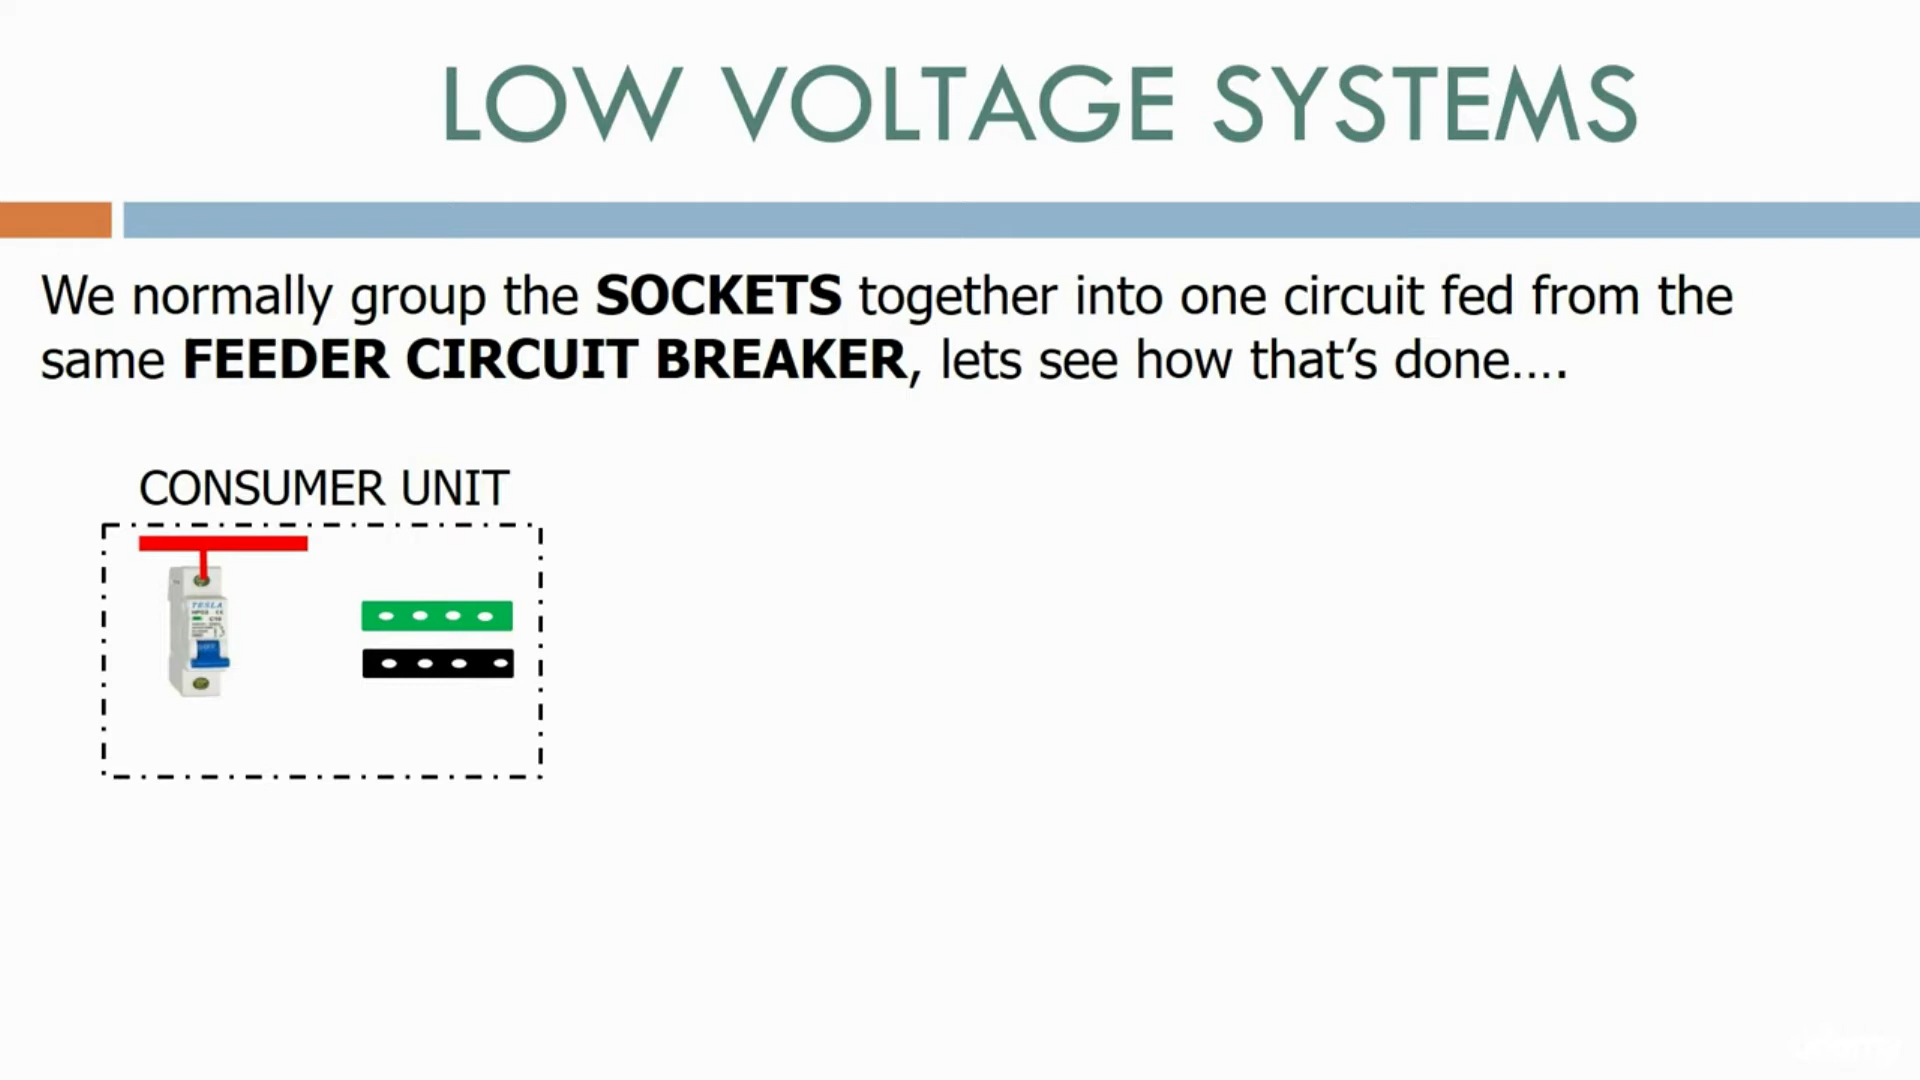 LOW VOLTAGE SYSTEMS
We normally group the SOCKETS together into one circuit fed from the
same FEEDER CIRCUIT BREAKER, lets see how that’s done….
CONSUMER UNIT
TESLA